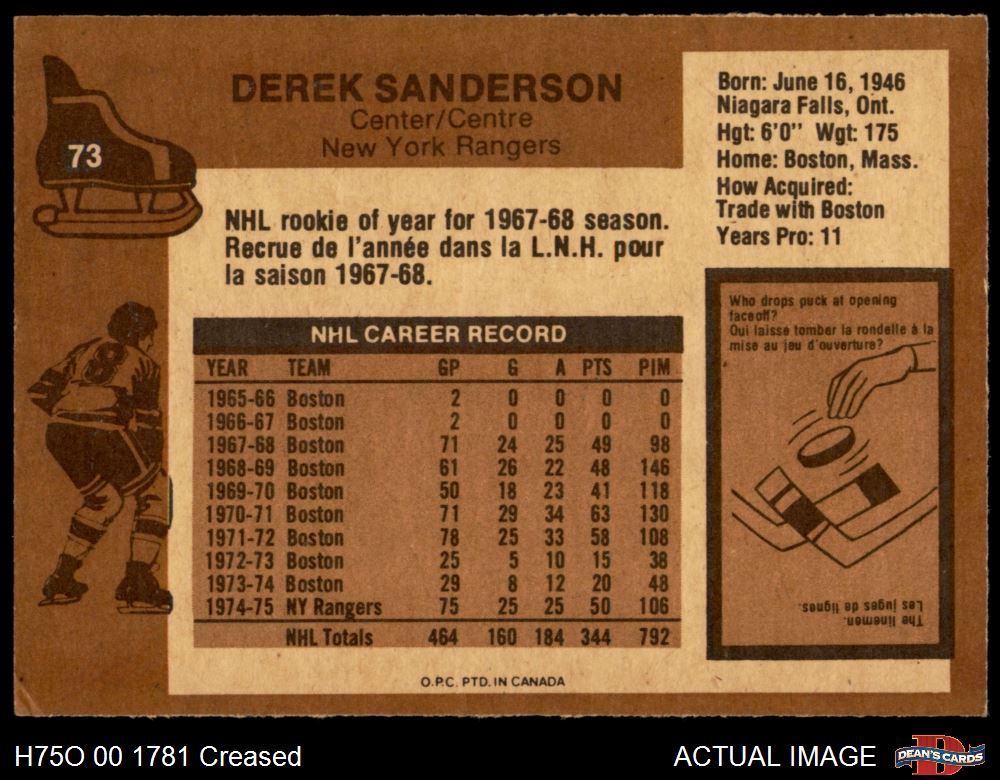 73
DEREK SANDERSON
Center/Centre
New York Rangers
Born: June 16, 1946
Niagara Falls, Ont.
Hgt: 6'0" Wgt: 175
Home: Boston, Mass.
How Acquired:
Trade with Boston
Years Pro: 11
NHL rookie of year for 1967-68 season.
Recrue de l'année dans la L.N.H. pour
la saison 1967-68.
NHL CAREER RECORD
YEAR TEAM GP G A PTS PIM
1965-66 Boston 2 0 0 0 0
1966-67 Boston 2 0 0 0 0
1967-68 Boston 71 24 25 49 98
1968-69 Boston 61 26 22 48 146
1969-70 Boston 50 18 23 41 118
1970-71 Boston 71 29 34 63 130
1971-72 Boston 78 25 33 58 108
1972-73 Boston 25 5 10 15 38
1973-74 Boston 29 8 12 20 48
1974-75 NY Rangers 75 25 25 50 106
NHL Totals 464 160 184 344 792
Who drops puck at opening
faceoff?
Qui laisse tomber la rondelle à la
mise au jeu d'ouverture?
The linemen.
Les juges de lignes.
8
O.P.C. PTD. IN CANADA
H75O 00 1781 Creased
ACTUAL IMAGE
D
DEAN'S CARDS